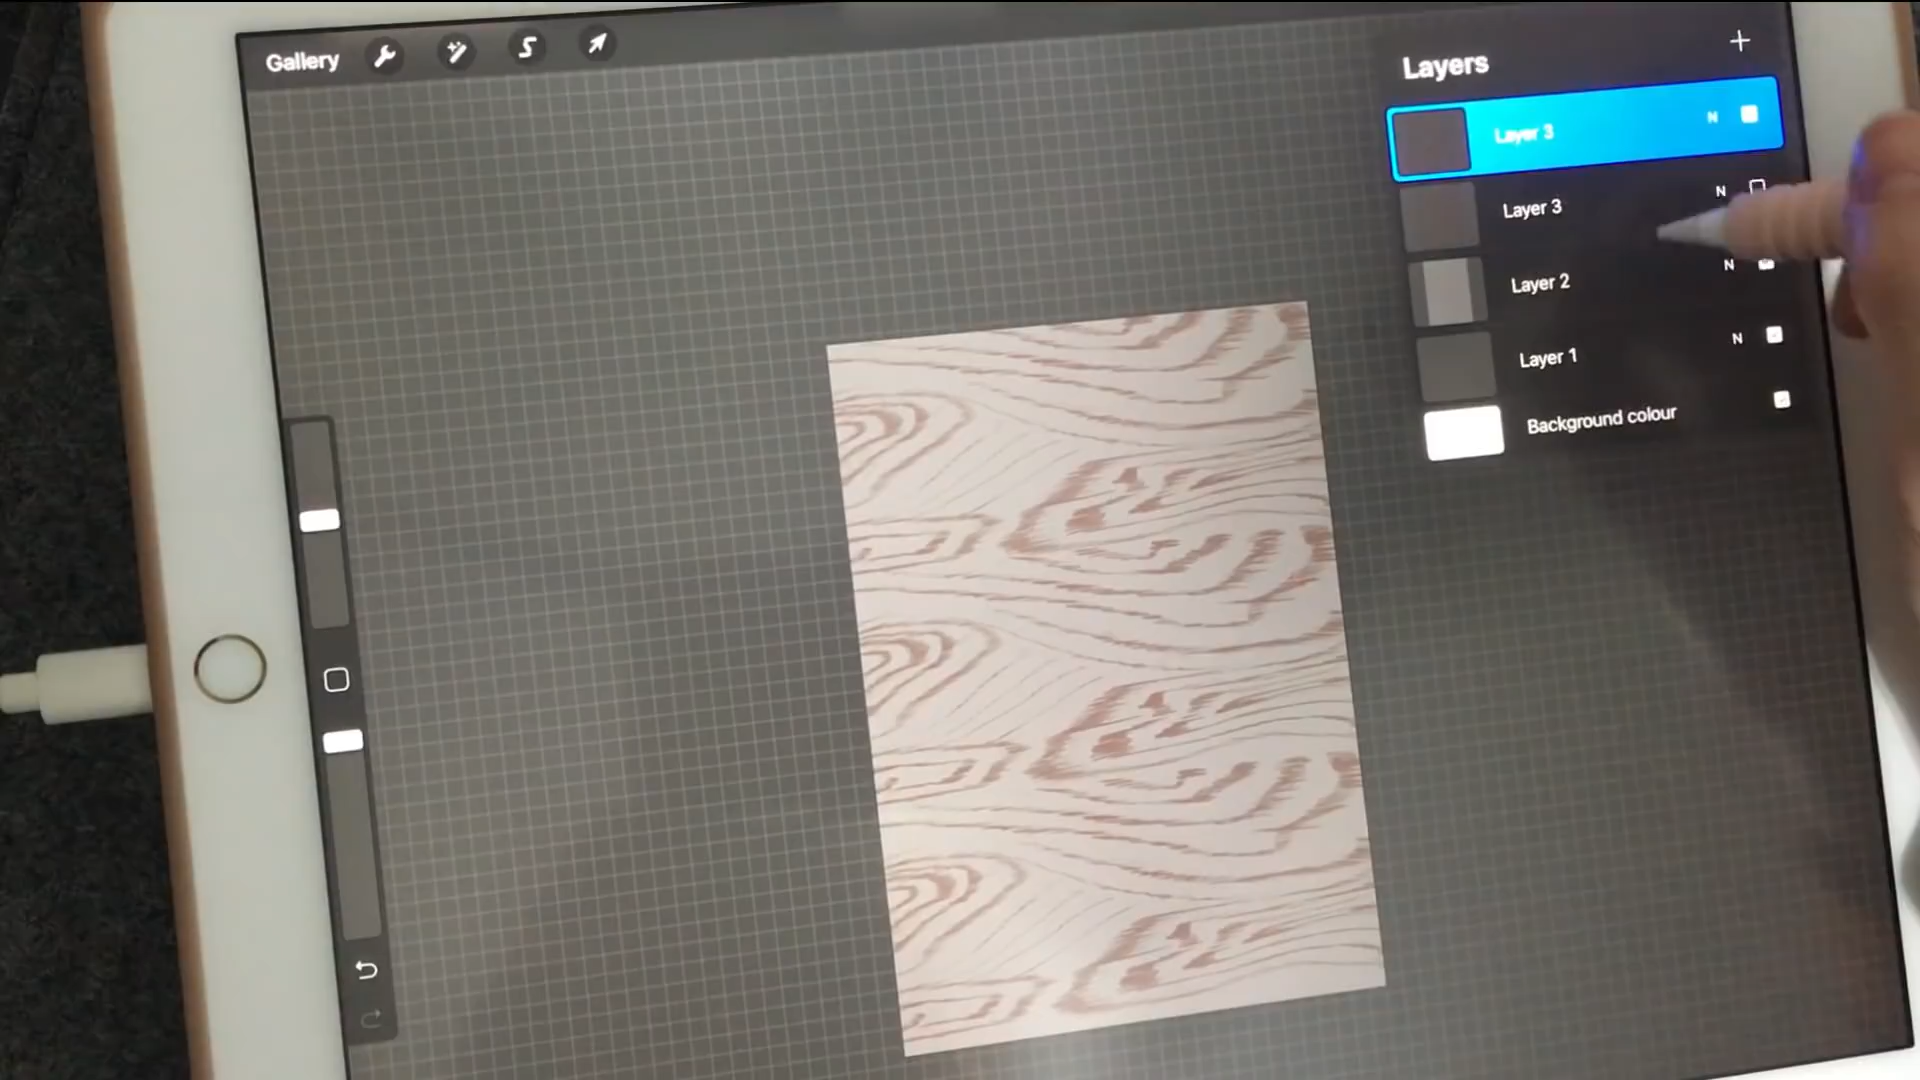 Gallery
Layers
Layer 3 N
Layer 3 N
Layer 2 N
Layer 1 N
Background colour